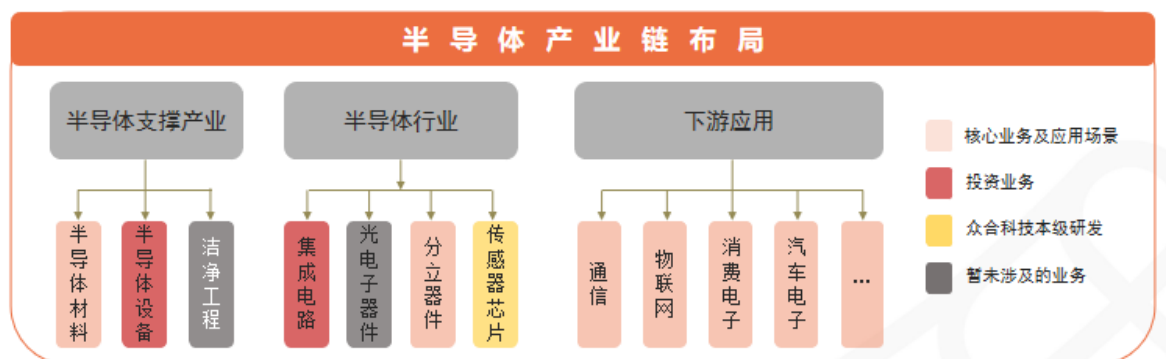 半导体产业链布局
半导体支撑产业
半导体行业
下游应用
半导体材料
半导体设备
洁净工程
集成电路
光电子器件
分立器件
传感器芯片
通信
物联网
消费电子
汽车电子
...
核心业务及应用场景
投资业务
众合科技本级研发
暂未涉及的业务